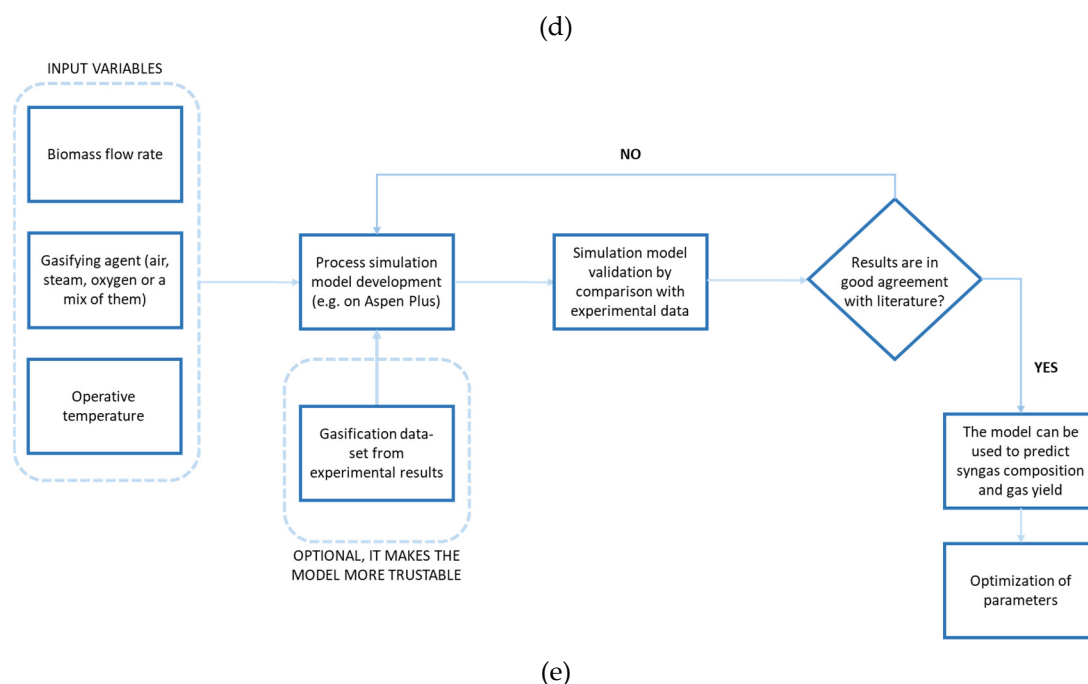 (d)
INPUT VARIABLES
Biomass flow rate
Gasifying agent (air,
steam, oxygen or a
mix of them)
Operative
temperature
NO
Process simulation
model development
(e.g. on Aspen Plus)
Gasification data-
set from
experimental results
OPTIONAL, IT MAKES THE
MODEL MORE TRUSTABLE
Simulation model
validation by
comparison with
experimental data
Results are in
good agreement
with literature?
YES
The model can be
used to predict
syngas composition
and gas yield
Optimization of
parameters
(e)